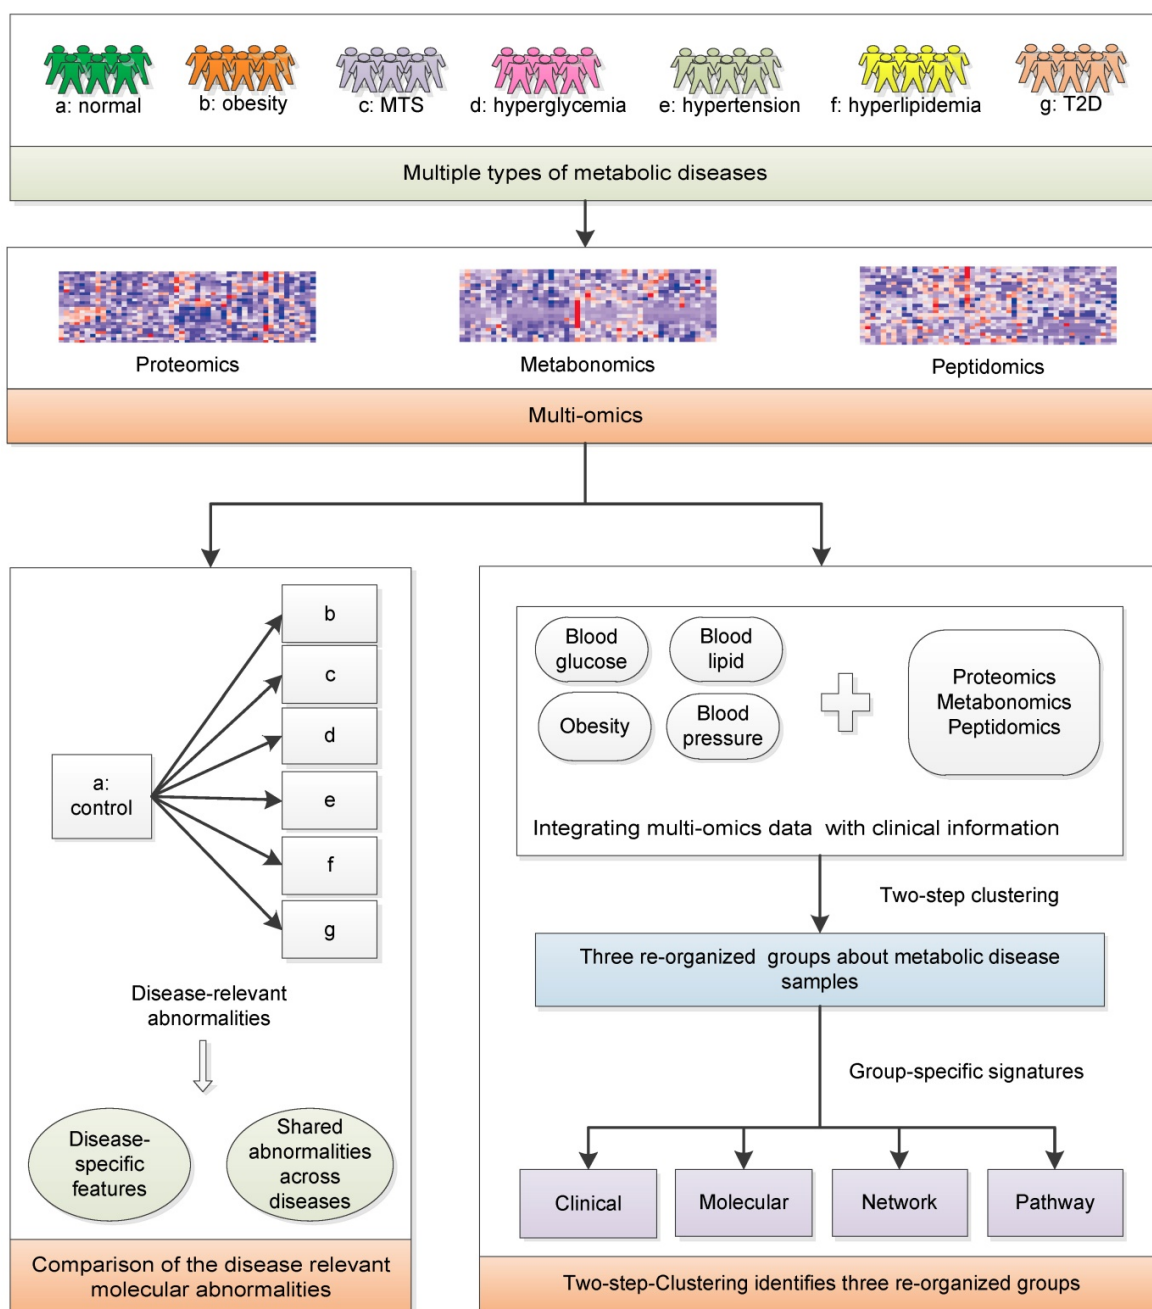 a: normal
b: obesity
c: MTS
d: hyperglycemia
e: hypertension
f: hyperlipidemia
g: T2D
Multiple types of metabolic diseases
Proteomics
Metabonomics
Peptidomics
Multi-omics
a:
control
b
c
d
e
f
g
Disease-relevant
abnormalities
Disease-
specific
features
Shared
abnormalities
across
diseases
Comparison of the disease relevant
molecular abnormalities
Blood
glucose
Blood
lipid
Obesity
Blood
pressure
Proteomics
Metabonomics
Peptidomics
Integrating multi-omics data with clinical information
Two-step clustering
Three re-organized groups about metabolic disease
samples
Group-specific signatures
Clinical
Molecular
Network
Pathway
Two-step-Clustering identifies three re-organized groups